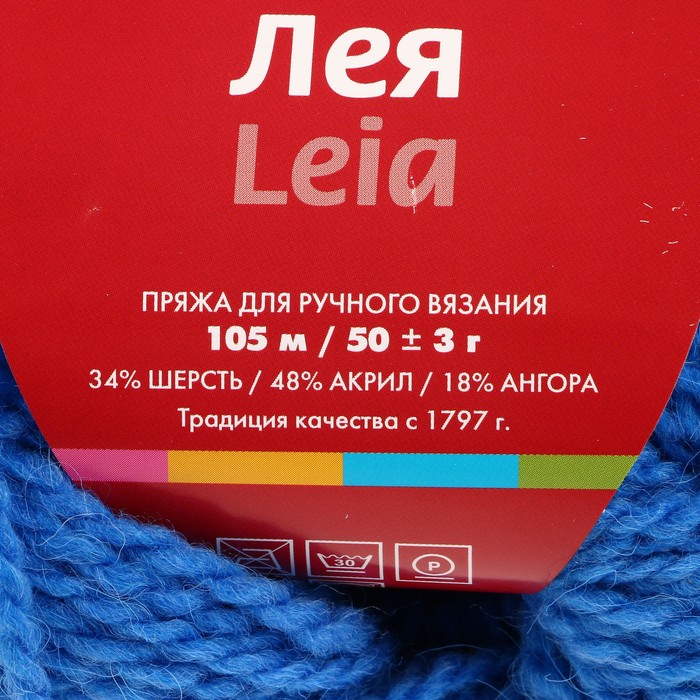 Лея
Leia
ПРЯЖА ДЛЯ РУЧНОГО ВЯЗАНИЯ
105 м / 50 ± 3 г
34% ШЕРСТЬ / 48% АКРИЛ / 18% АНГОРА
Традиция качества с 1797 г.
30 P